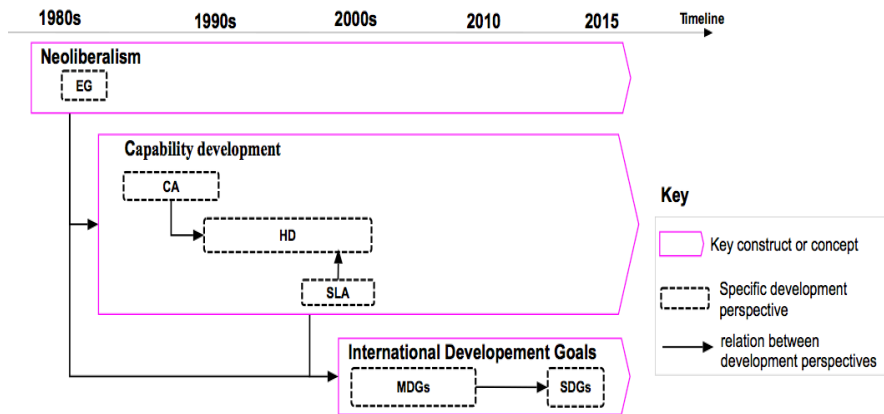 1980s 1990s 2000s 2010 2015 Timeline
Neoliberalism
EG
Capability development
CA
HD
SLA
International Developement Goals
MDGs
SDGs
Key
Key construct or concept
Specific development
perspective
relation between
development perspectives